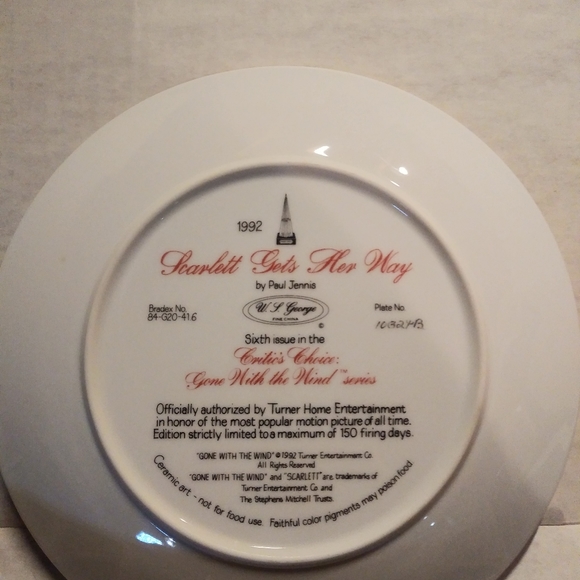 1992
Scarlett Gets Her Way
by Paul Jennis
Bradex No.
84-G20-41.6
W. S. George
FINE CHINA
©
Plate No.
Sixth issue in the
Critic's Choice:
Gone With the Wind™ series
Officially authorized by Turner Home Entertainment
in honor of the most popular motion picture of all time.
Edition strictly limited to a maximum of 150 firing days.
"GONE WITH THE WIND" © 1992 Turner Entertainment Co.
All Rights Reserved
"GONE WITH THE WIND" and "SCARLETT" are trademarks of
Turner Entertainment Co. and
The Stephens Mitchell Trusts.
Ceramic art - not for food use. Faithful color pigments may poison food